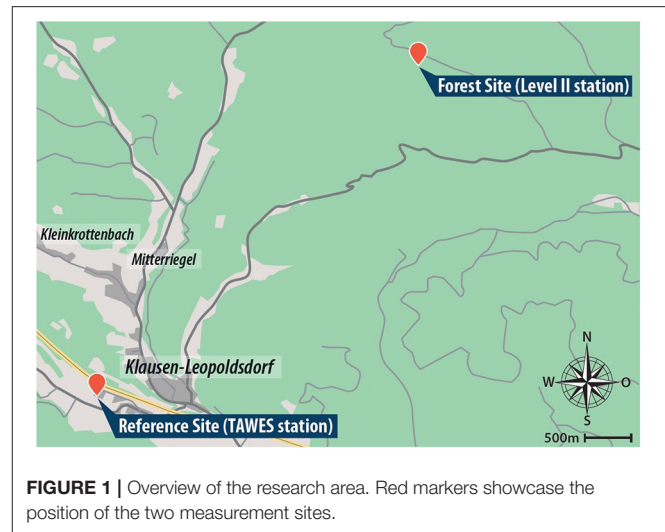 Forest Site (Level II station)
Kleinkrottenbach
Mitterriegel
Klausen-Leopoldsdorf
Reference Site (TAWES station)
N
W O
S
500m
FIGURE 1 | Overview of the research area. Red markers showcase the
position of the two measurement sites.